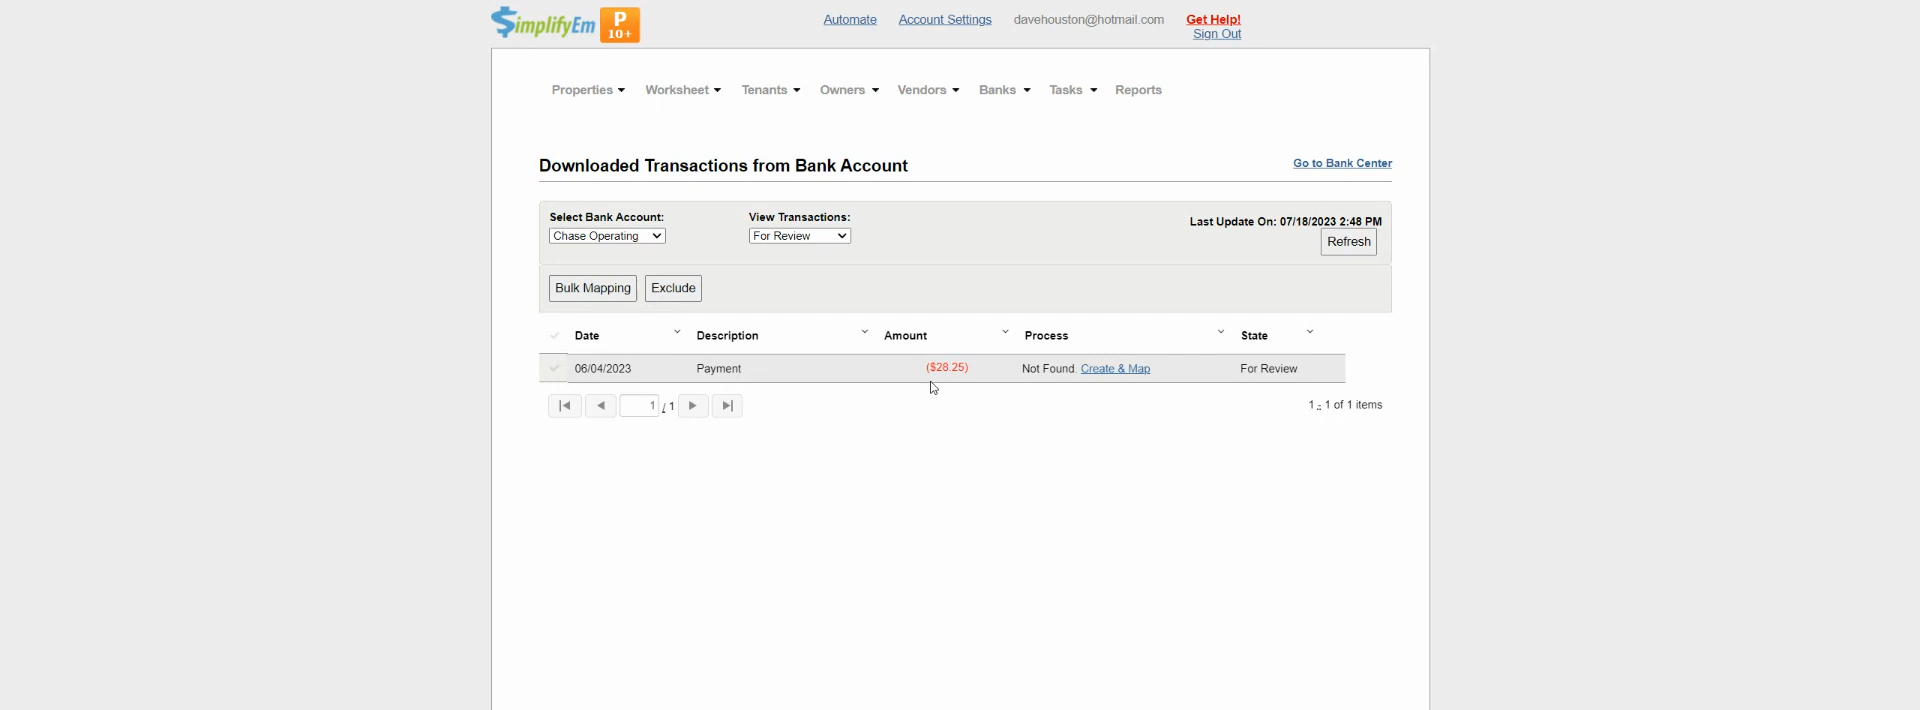 $implifyEm P 10+ Automate Account Settings davehouston@hotmail.com Get Help!
Sign Out
Properties Worksheet Tenants Owners Vendors Banks Tasks Reports
Downloaded Transactions from Bank Account Go to Bank Center
Select Bank Account: View Transactions: Last Update On: 07/18/2023 2:48 PM
Chase Operating For Review Refresh
Bulk Mapping Exclude
Date Description Amount Process State
06/04/2023 Payment ($28.25) Not Found. Create & Map For Review
1 / 1 1 - 1 of 1 items